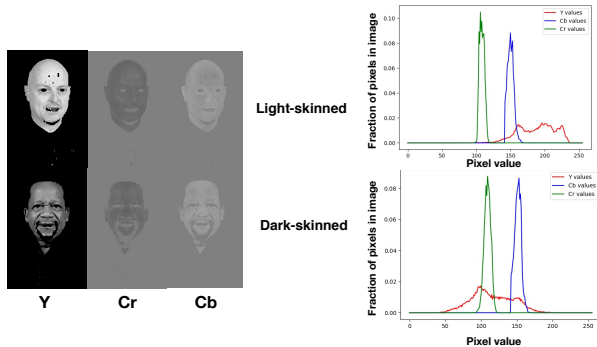 Y
Cr
Cb
Light-skinned
Dark-skinned
Fraction of pixels in image
0.10
0.08
0.06
0.04
0.02
0.00
0
50
100
150
200
250
Pixel value
Y values
Cb values
Cr values
Fraction of pixels in image
0.08
0.06
0.04
0.02
0.00
0
50
100
150
200
250
Pixel value
Y values
Cb values
Cr values